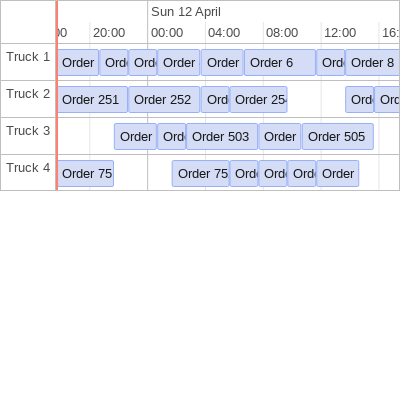 Sun 12 April
00 20:00 00:00 04:00 08:00 12:00 16:
Truck 1 Order Ord Ord Order Order Order 6 Ord Order 8
Truck 2 Order 251 Order 252 Ord Order 254 Ord Ord
Truck 3 Order Ord Order 503 Order Order 505
Truck 4 Order 75 Order 75 Ord Ord Ord Order